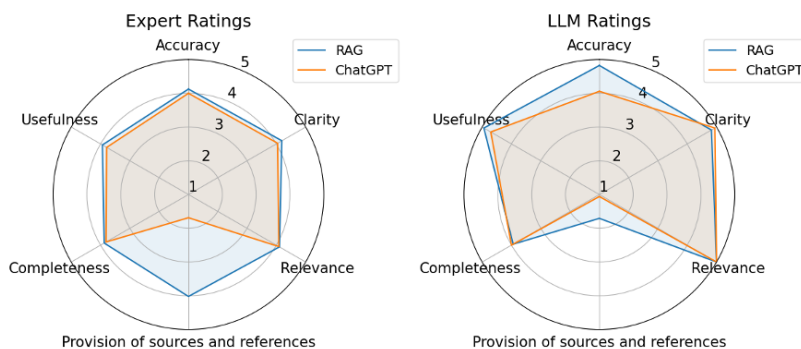 Expert Ratings
Accuracy
5
RAG
ChatGPT
4
Usefulness
Clarity
3
2
1
Completeness
Relevance
Provision of sources and references
LLM Ratings
Accuracy
5
RAG
ChatGPT
4
Usefulness
Clarity
3
2
1
Completeness
Relevance
Provision of sources and references